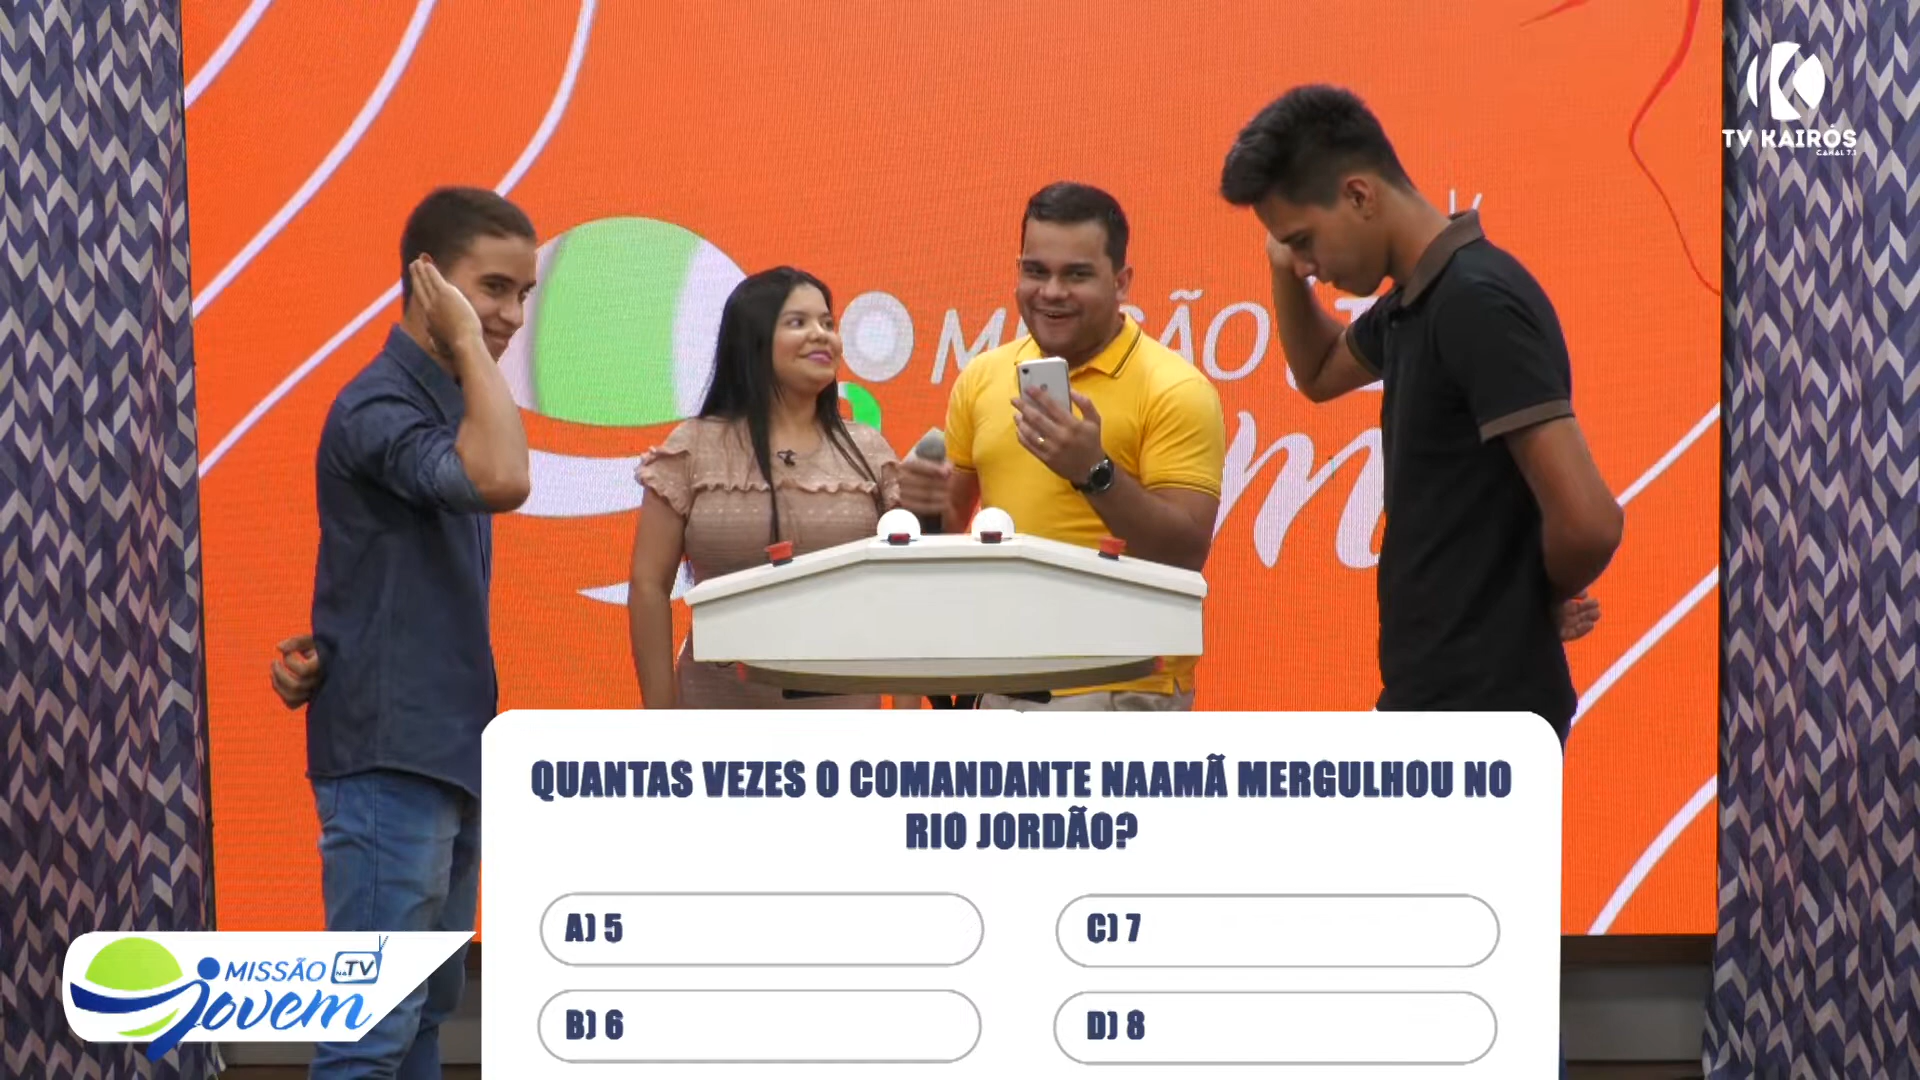 TV KAIRÓS
CANAL 7.1
MISSÃO
QUANTAS VEZES O COMANDANTE NAAMÃ MERGULHOU NO
RIO JORDÃO?
A) 5
C) 7
B) 6
D) 8
MISSÃO NA TV
Jovem